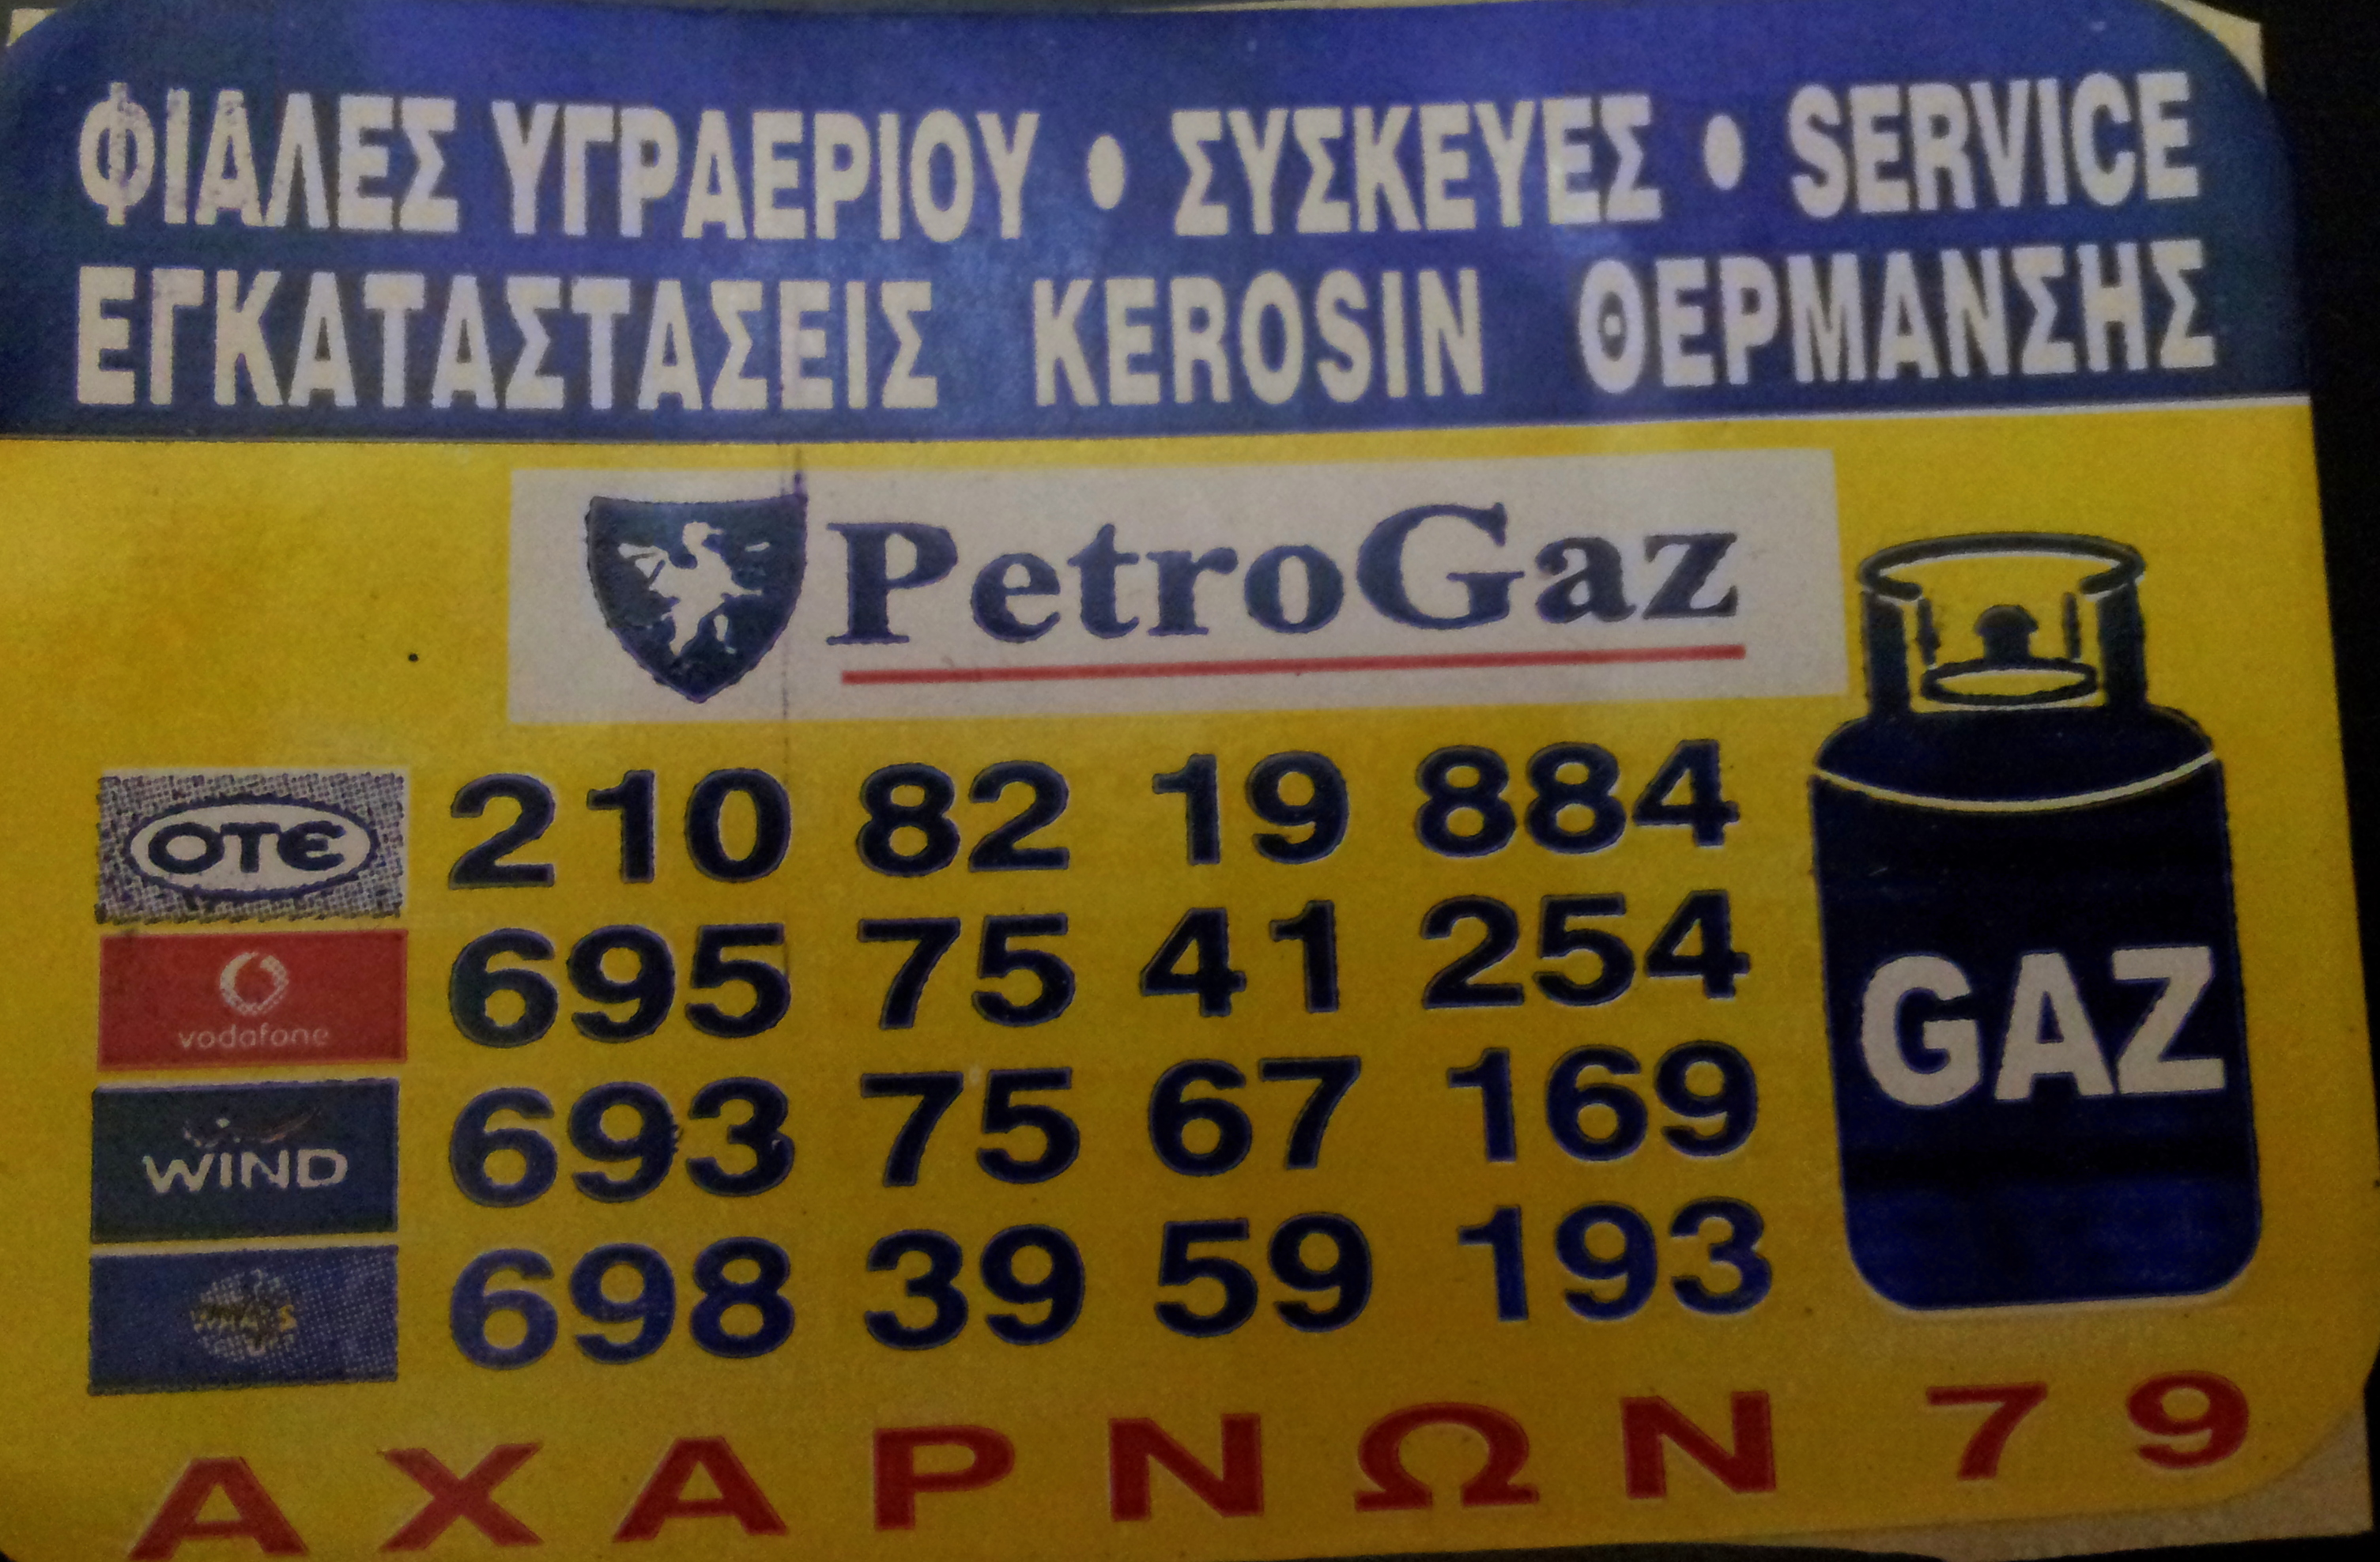 ΦΙΑΛΕΣ ΥΓΡΑΕΡΙΟΥ • ΣΥΣΚΕΥΕΣ • SERVICE
ΕΓΚΑΤΑΣΤΑΣΕΙΣ KEROSIN ΘΕΡΜΑΝΣΗΣ
PetroGaz
OTE 210 82 19 884
vodafone 695 75 41 254
WIND 693 75 67 169
698 39 59 193
GAZ
ΑΧΑΡΝΩΝ 79